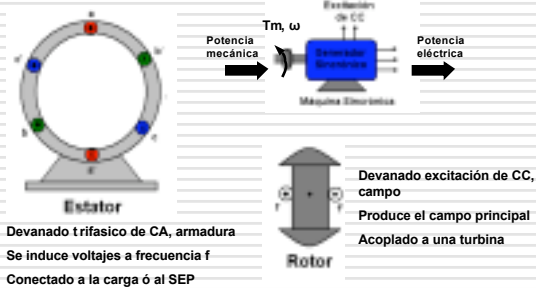 a
a'
b'
b
c
a'
Estator
Devanado trifasico de CA, armadura
Se induce voltajes a frecuencia f
Conectado a la carga ó al SEP
Excitación
de CC
Tm, ω
Potencia
mecánica
Generador
Sincrónico
Potencia
eléctrica
Máquina Sincrónica
Rotor
Devanado excitación de CC,
campo
Produce el campo principal
Acoplado a una turbina